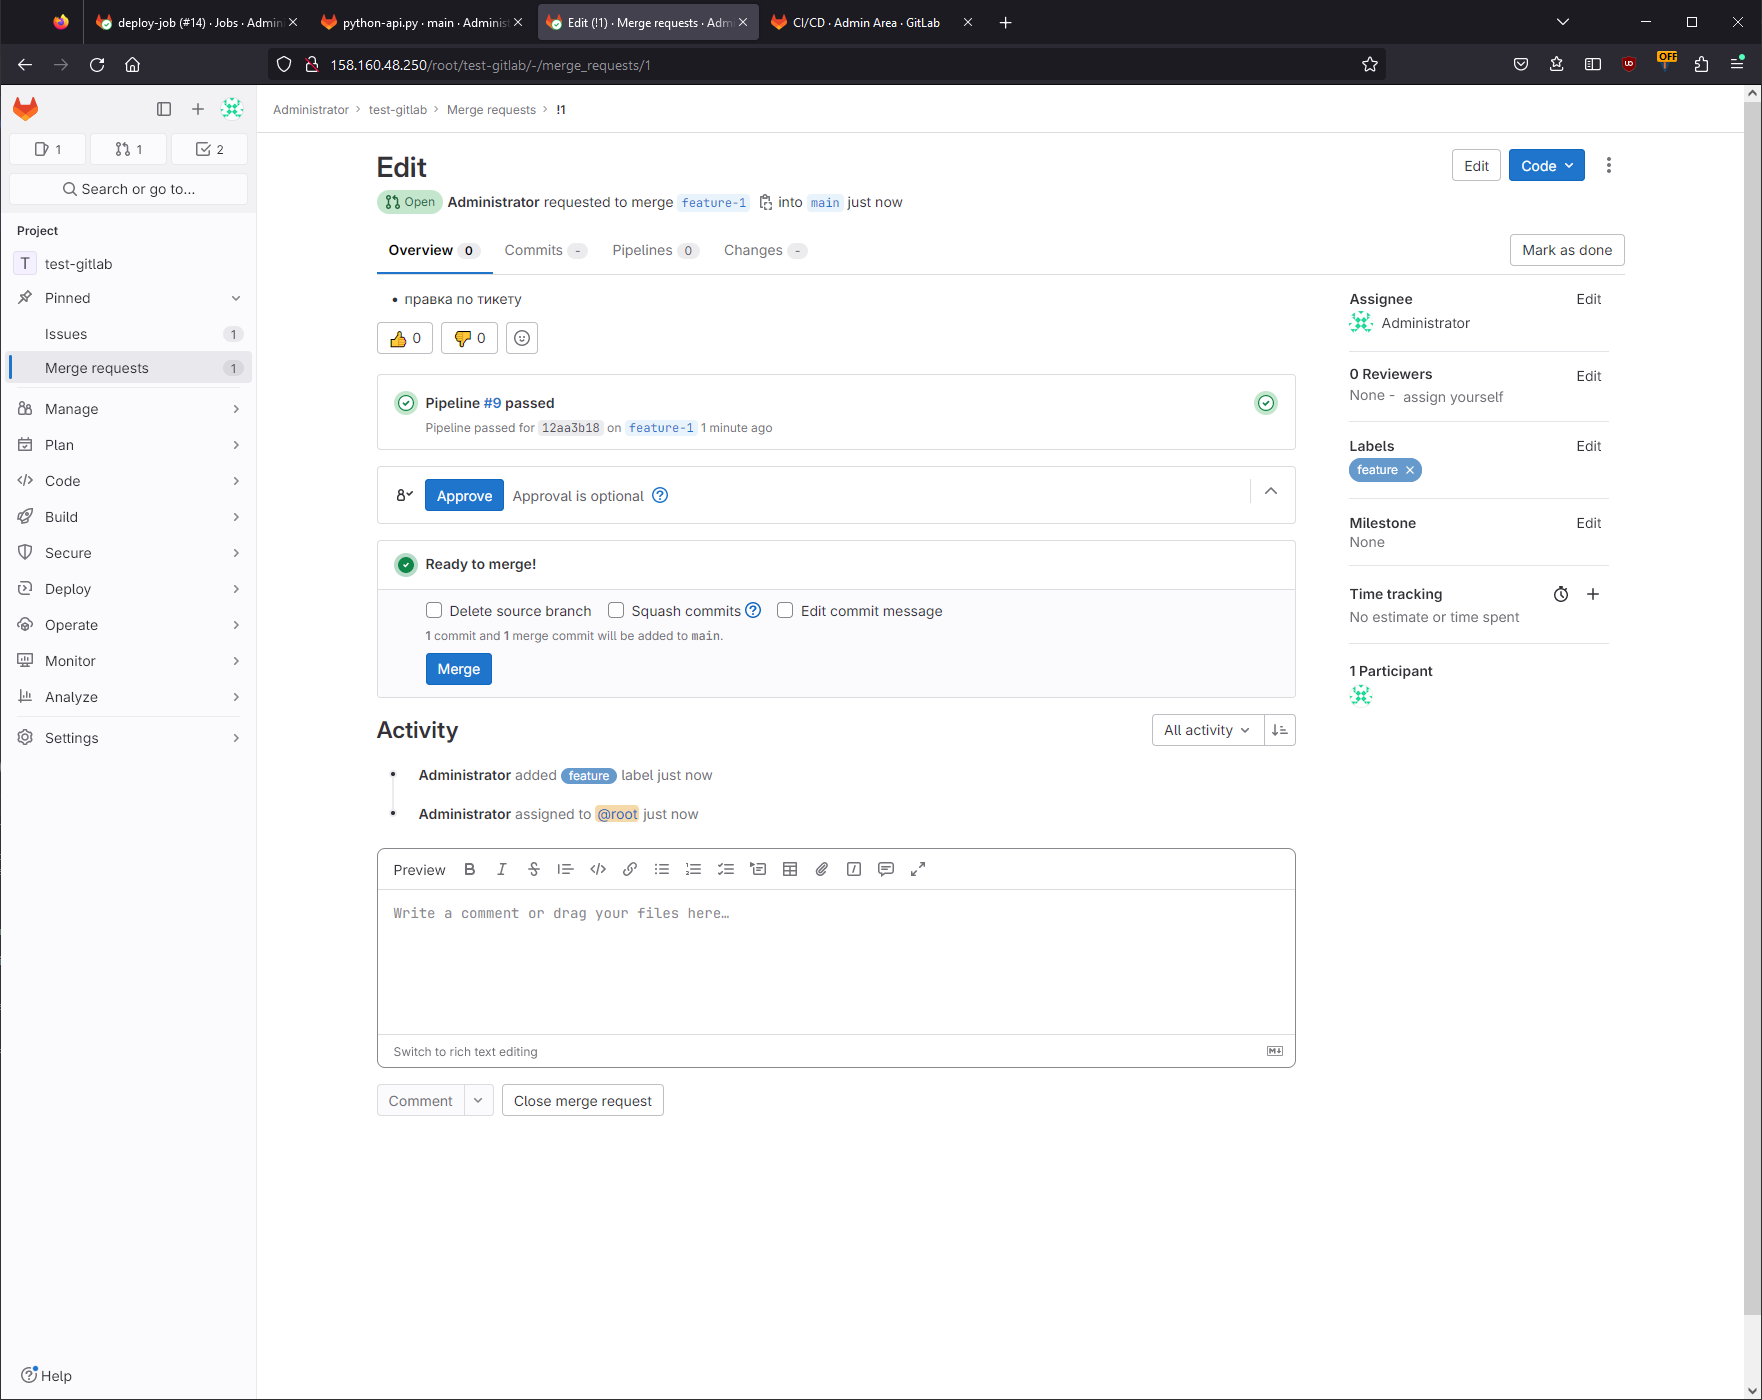 deploy-job (#14) · Jobs · Admin
python-api.py · main · Administ
Edit (!1) · Merge requests · Adm
CI/CD · Admin Area · GitLab
158.160.48.250/root/test-gitlab/-/merge_requests/1
OFF
1
1
2
Search or go to...
Project
T test-gitlab
Pinned
Issues 1
Merge requests 1
Manage
Plan
Code
Build
Secure
Deploy
Operate
Monitor
Analyze
Settings
Help
Administrator › test-gitlab › Merge requests › !1
Edit
Edit
Code
Open Administrator requested to merge feature-1 into main just now
Overview 0
Commits -
Pipelines 0
Changes -
Mark as done
• правка по тикету
0
0
Pipeline #9 passed
Pipeline passed for 12aa3b18 on feature-1 1 minute ago
Approve Approval is optional
Ready to merge!
Delete source branch Squash commits Edit commit message
1 commit and 1 merge commit will be added to main.
Merge
Activity
All activity
Administrator added feature label just now
Administrator assigned to @root just now
Preview
Write a comment or drag your files here…
Switch to rich text editing
Comment
Close merge request
Assignee Edit
Administrator
0 Reviewers Edit
None - assign yourself
Labels Edit
feature ×
Milestone Edit
None
Time tracking
No estimate or time spent
1 Participant